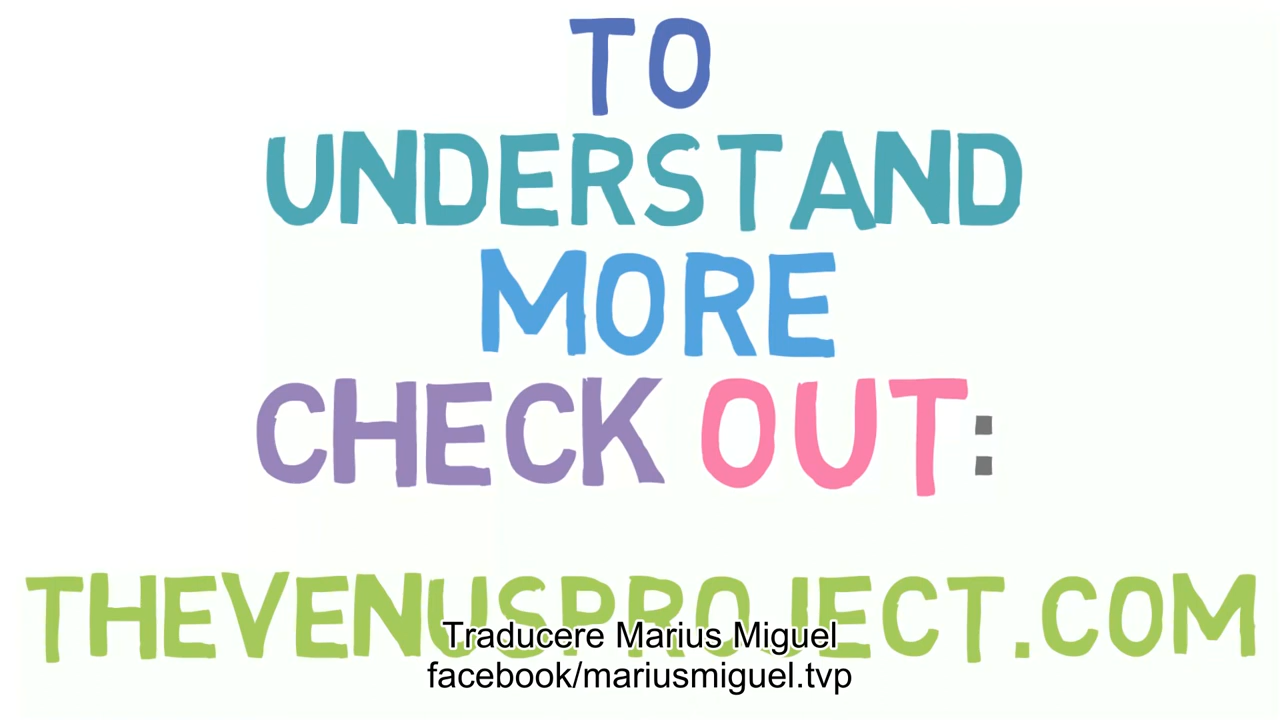 TO
UNDERSTAND
MORE
CHECK OUT:
THEVENUSPROJECT.COM
Traducere Marius Miguel
facebook/mariusmiguel.tvp